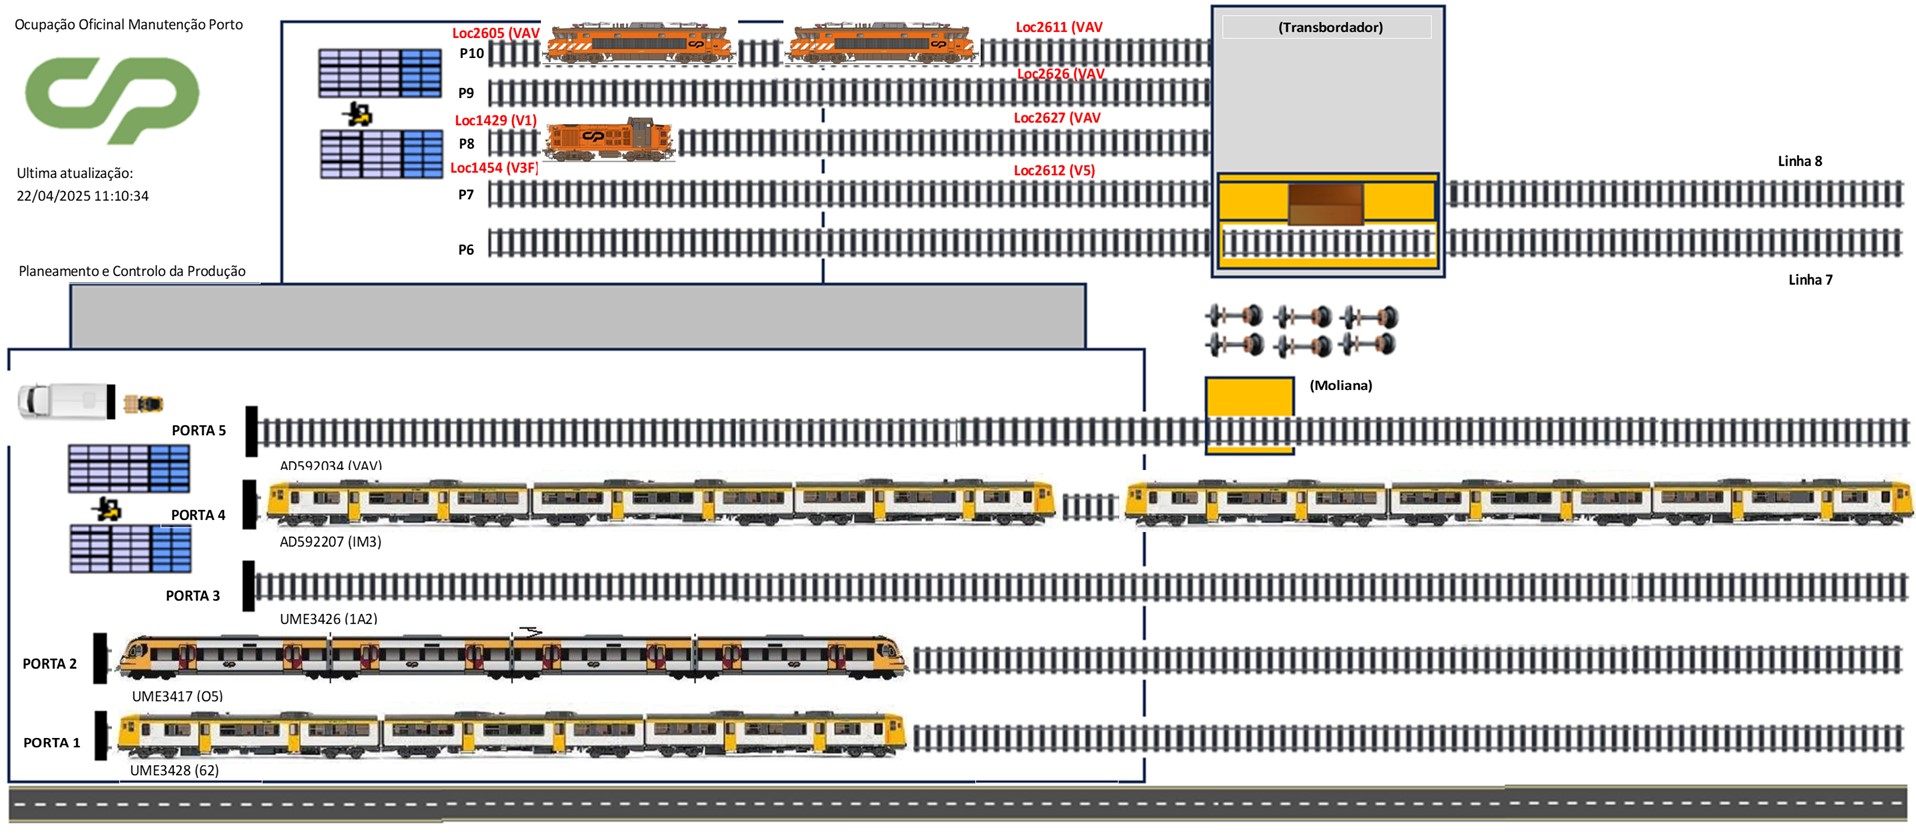 Ocupação Oficinal Manutenção Porto
CP
Ultima atualização:
22/04/2025 11:10:34
Planeamento e Controlo da Produção
Loc2605 (VAV
Loc2611 (VAV
(Transbordador)
P10
Loc2626 (VAV
P9
Loc1429 (V1)
Loc2627 (VAV
P8
Loc1454 (V3F)
Loc2612 (V5)
Linha 8
P7
P6
Linha 7
(Moliana)
PORTA 5
AD592034 (VAV)
PORTA 4
AD592207 (IM3)
PORTA 3
UME3426 (1A2)
PORTA 2
UME3417 (O5)
PORTA 1
UME3428 (62)